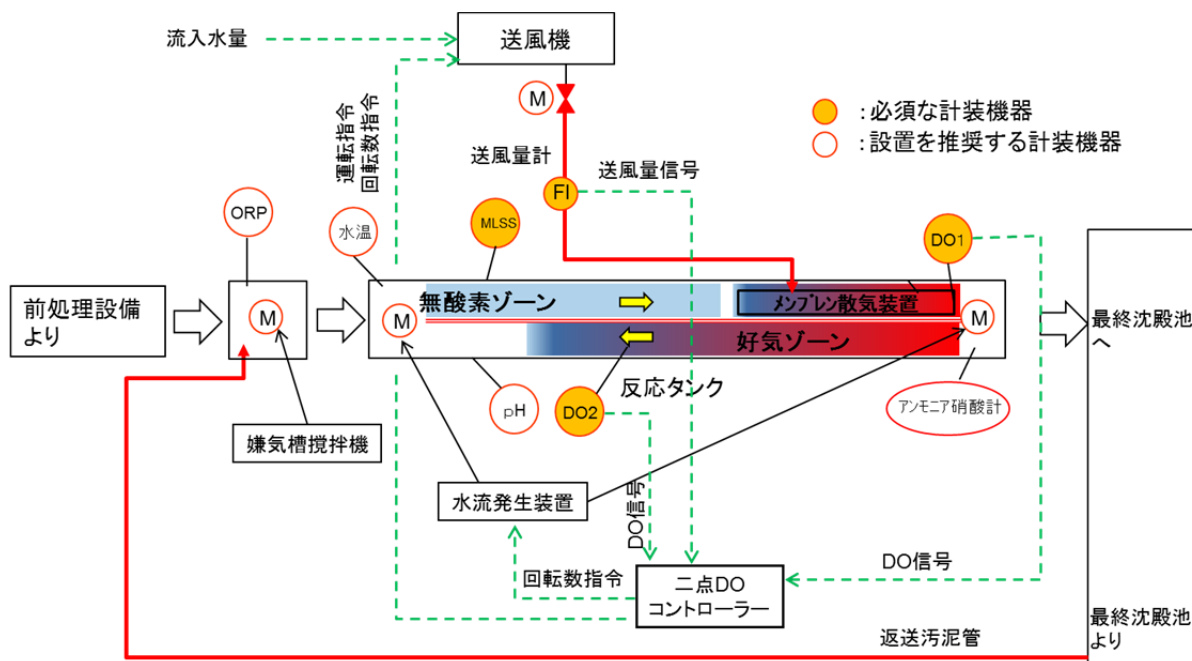 流入水量
送風機
運転指令
回転数指令
M
送風量計
送風量信号
：必須な計装機器
：設置を推奨する計装機器
FI
ORP
水温
MLSS
DO1
前処理設備
より
M
M
無酸素ゾーン
メンブレン散気装置
M
好気ゾーン
最終沈殿池
へ
pH
DO2
反応タンク
アンモニア硝酸計
嫌気槽撹拌機
水流発生装置
DO信号
回転数指令
二点DO
コントローラー
DO信号
返送汚泥管
最終沈殿池
より